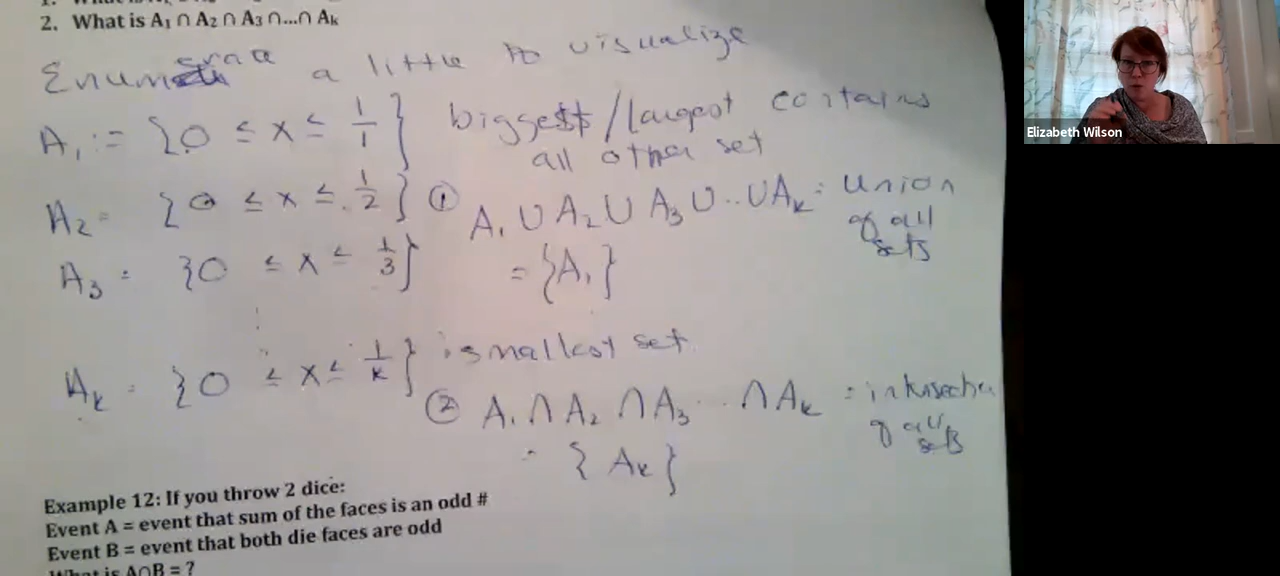 2. What is A₁ ∩ A₂ ∩ A₃ ∩...∩ Aₖ
Enumerate a little to visualize
A₁ := {0 ≤ x ≤ 1/1} biggest/largest contains
all other set
A₂ = {0 ≤ x ≤ 1/2}
① A₁ ∪ A₂ ∪ A₃ ∪..∪Aₖ = union
of all
sets
= {A₁}
A₃ = {0 ≤ x ≤ 1/3}
Aₖ = {0 ≤ x ≤ 1/k} is mallest set
② A₁ ∩ A₂ ∩ A₃ ... ∩ Aₖ =
of all
sets
= {Aₖ}
Example 12: If you throw 2 dice:
Event A = event that sum of the faces is an odd #
Event B = event that both die faces are odd
What is A∩B = ?
Elizabeth Wilson